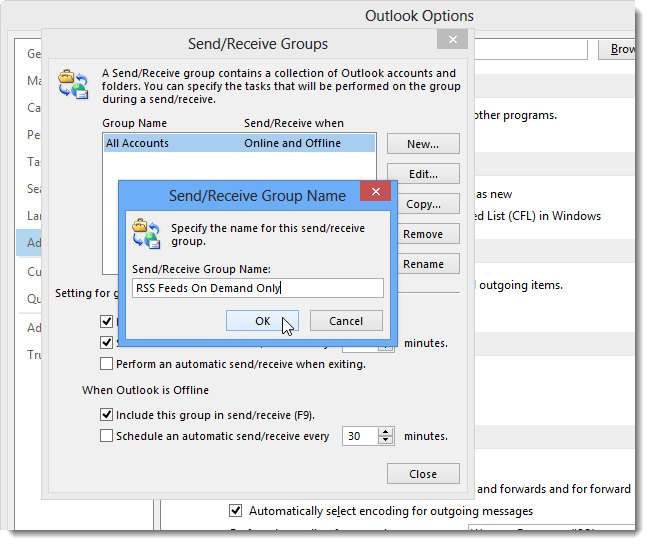 Outlook Options
Send/Receive Groups
A Send/Receive group contains a collection of Outlook accounts and
folders. You can specify the tasks that will be performed on the group
during a send/receive.
Group Name Send/Receive when
All Accounts Online and Offline
New...
Edit...
Copy...
Remove
Rename
Send/Receive Group Name
Specify the name for this send/receive
group.
Send/Receive Group Name:
RSS Feeds On Demand Only
OK Cancel
Setting for g
minutes.
Perform an automatic send/receive when exiting.
When Outlook is Offline
Include this group in send/receive (F9).
Schedule an automatic send/receive every 30 minutes.
Close
Ge
Ma
Ca
Pe
Tas
Sea
Lan
Ad
Cu
Qu
Ad
Tru
Brow
other programs.
as new
ed List (CFL) in Windows
outgoing items.
and forwards and for forward
Automatically select encoding for outgoing messages